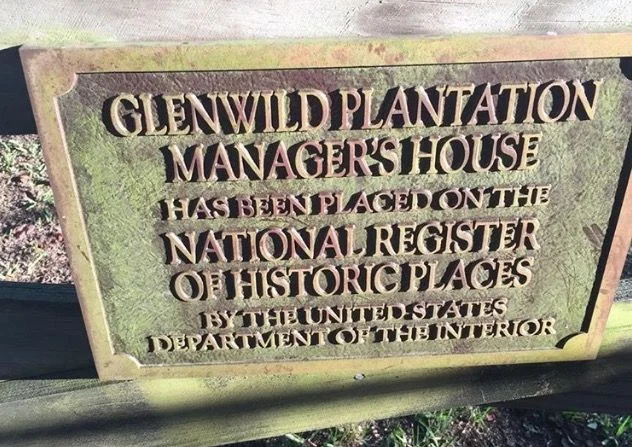 GLENWILD PLANTATION
MANAGER'S HOUSE
HAS BEEN PLACED ON THE
NATIONAL REGISTER
OF HISTORIC PLACES
BY THE UNITED STATES
DEPARTMENT OF THE INTERIOR